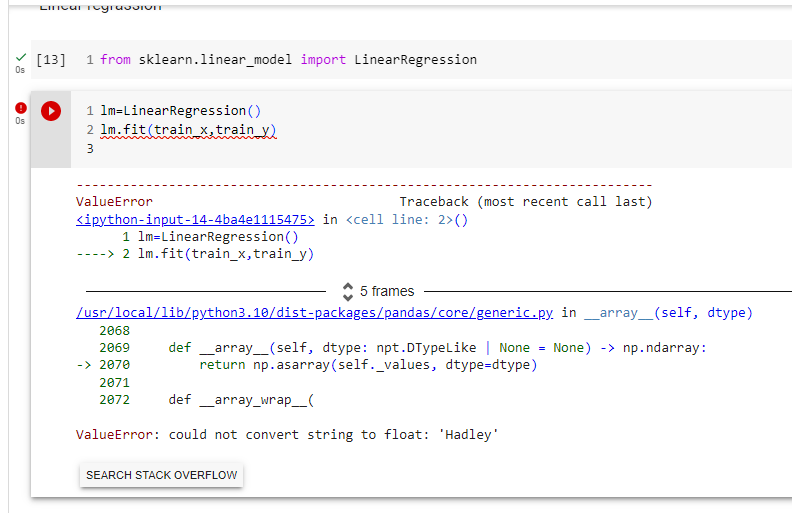 Linear regrassion
[13] 1 from sklearn.linear_model import LinearRegression
0s
1 lm=LinearRegression()
0s
2 lm.fit(train_x,train_y)
3
---------------------------------------------------------------------------
ValueError Traceback (most recent call last)
<ipython-input-14-4ba4e1115475> in <cell line: 2>()
1 lm=LinearRegression()
----> 2 lm.fit(train_x,train_y)
5 frames
/usr/local/lib/python3.10/dist-packages/pandas/core/generic.py in __array__(self, dtype)
2068
2069 def __array__(self, dtype: npt.DTypeLike | None = None) -> np.ndarray:
-> 2070 return np.asarray(self._values, dtype=dtype)
2071
2072 def __array_wrap__(
ValueError: could not convert string to float: 'Hadley'
SEARCH STACK OVERFLOW